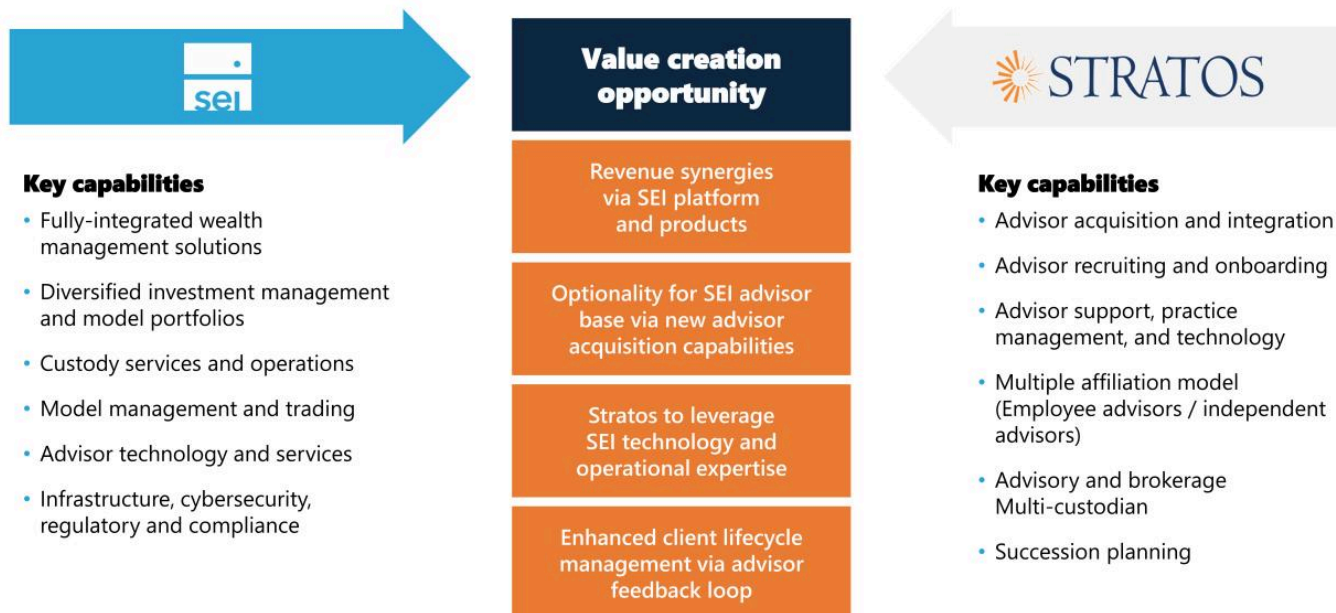 sei
Key capabilities
• Fully-integrated wealth
management solutions
• Diversified investment management
and model portfolios
• Custody services and operations
• Model management and trading
• Advisor technology and services
• Infrastructure, cybersecurity,
regulatory and compliance
Value creation
opportunity
Revenue synergies
via SEI platform
and products
Optionality for SEI advisor
base via new advisor
acquisition capabilities
Stratos to leverage
SEI technology and
operational expertise
Enhanced client lifecycle
management via advisor
feedback loop
STRATOS
Key capabilities
• Advisor acquisition and integration
• Advisor recruiting and onboarding
• Advisor support, practice
management, and technology
• Multiple affiliation model
(Employee advisors / independent
advisors)
• Advisory and brokerage
Multi-custodian
• Succession planning